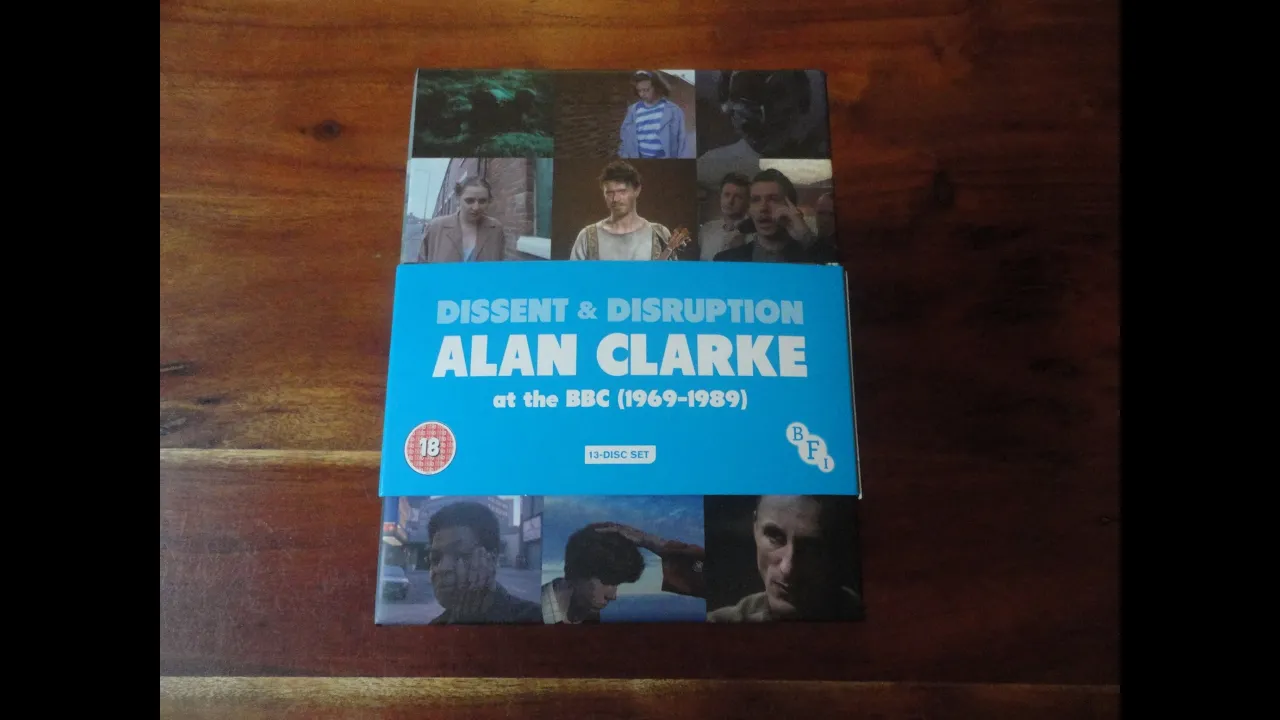 DISSENT & DISRUPTION
ALAN CLARKE
at the BBC (1969-1989)
18
13-DISC SET
BFI